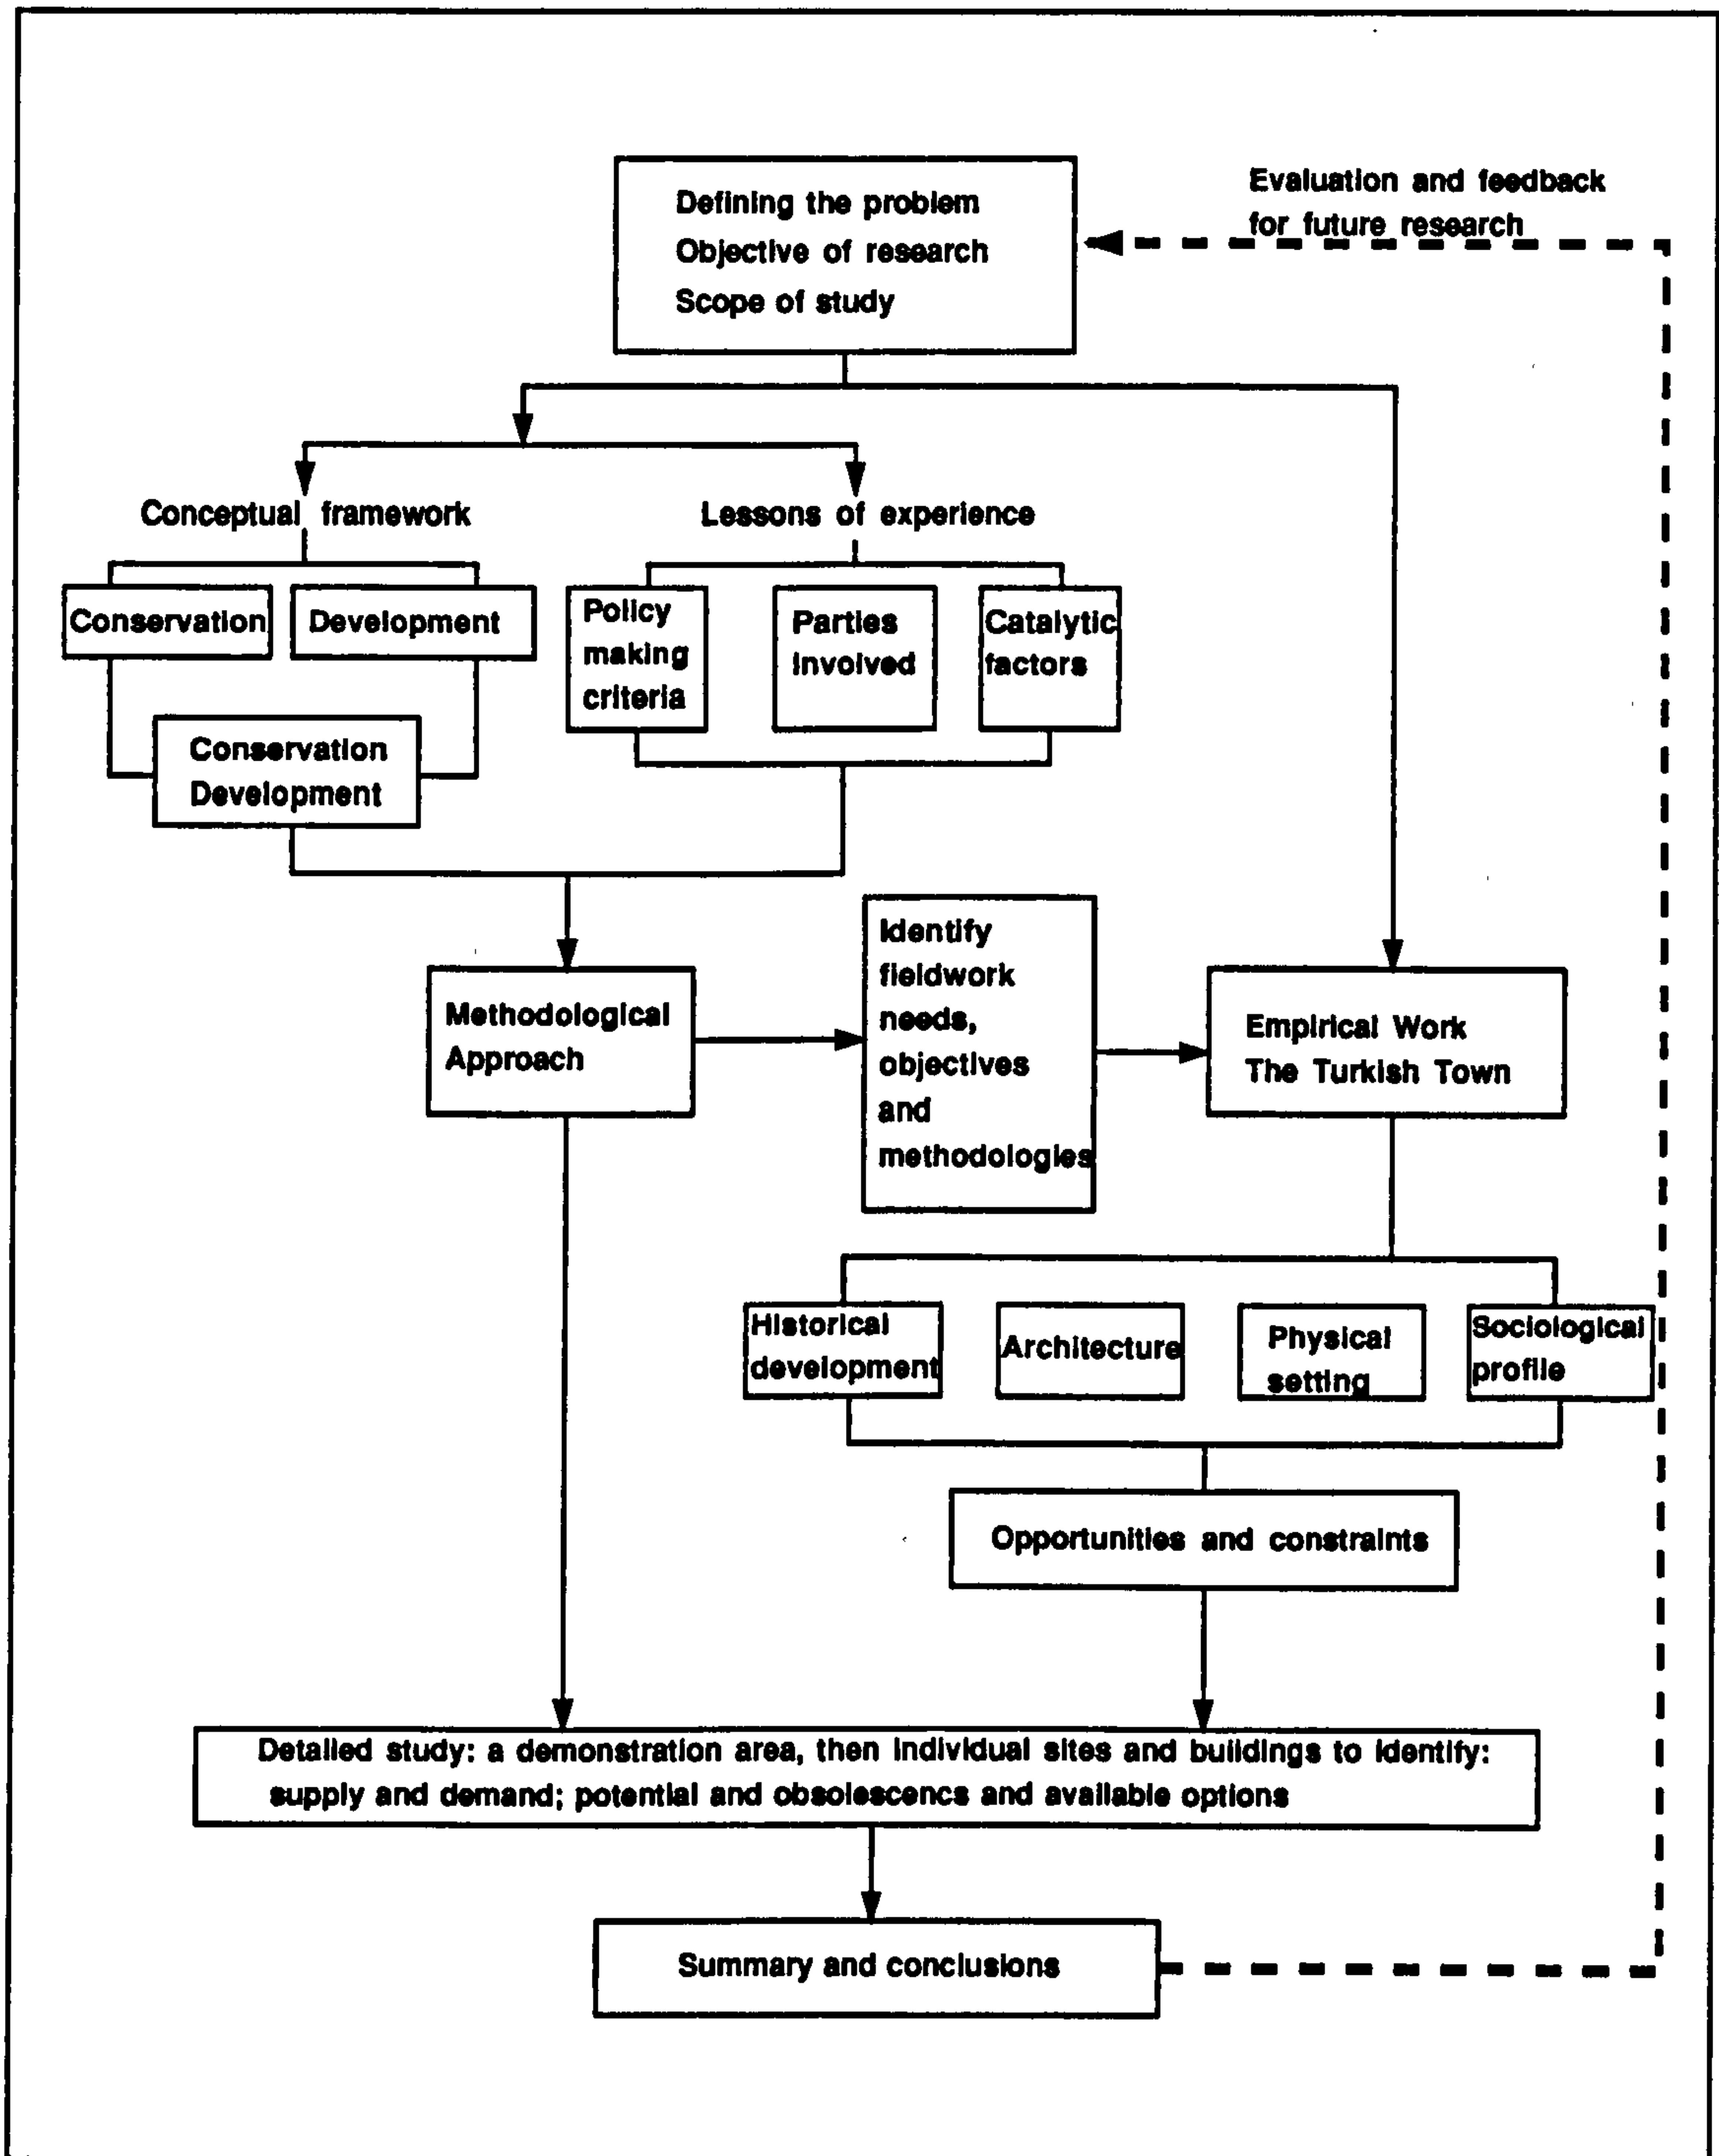 Defining the problem
Objective of research
Scope of study
Evaluation and feedback
for future research
Conceptual framework
Lessons of experience
Conservation
Development
Policy
making
criteria
Parties
involved
Catalytic
factors
Conservation
Development
Methodological
Approach
Identify
fieldwork
needs,
objectives
and
methodologies
Empirical Work
The Turkish Town
Historical
development
Architecture
Physical
setting
Sociological
profile
Opportunities and constraints
Detailed study: a demonstration area, then individual sites and buildings to identify:
supply and demand; potential and obsolescencs and available options
Summary and conclusions